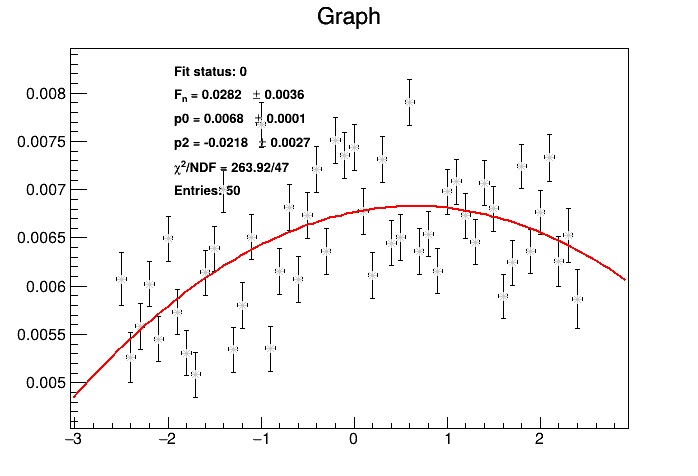 Graph
Fit status: 0
Fn = 0.0282 ± 0.0036
p0 = 0.0068 ± 0.0001
p2 = -0.0218 ± 0.0027
χ²/NDF = 263.92/47
Entries: 50
0.008
0.0075
0.007
0.0065
0.006
0.0055
0.005
−3 −2 −1 0 1 2